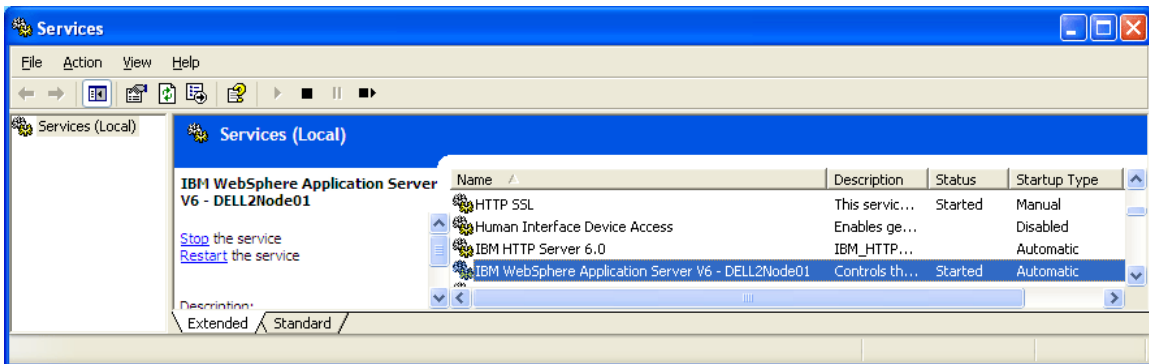 Services
File Action View Help
Services (Local)
Services (Local)
IBM WebSphere Application Server V6 - DELL2Node01
Stop the service
Restart the service
Description:
Name Description Status Startup Type
HTTP SSL This servic... Started Manual
Human Interface Device Access Enables ge... Disabled
IBM HTTP Server 6.0 IBM_HTTP... Automatic
IBM WebSphere Application Server V6 - DELL2Node01 Controls th... Started Automatic
Extended Standard